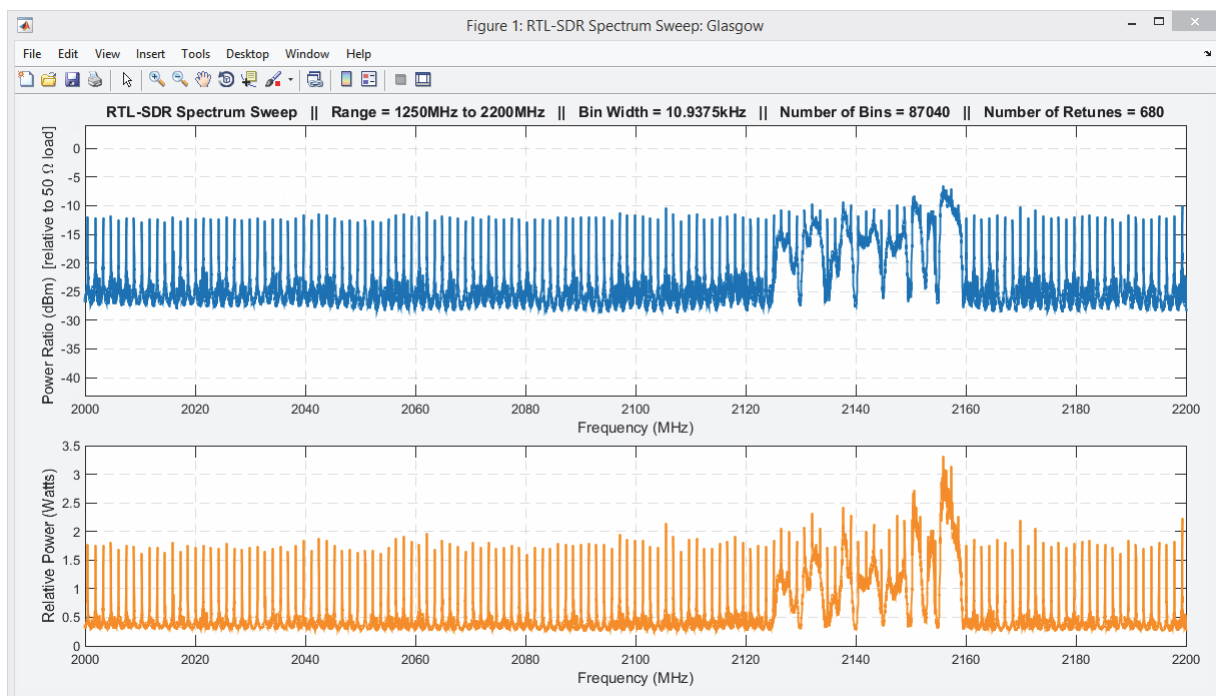 Figure 1: RTL-SDR Spectrum Sweep: Glasgow
File Edit View Insert Tools Desktop Window Help
RTL-SDR Spectrum Sweep || Range = 1250MHz to 2200MHz || Bin Width = 10.9375kHz || Number of Bins = 87040 || Number of Retunes = 680
Power Ratio (dBm) [relative to 50 Ω load]
0
-5
-10
-15
-20
-25
-30
-35
-40
2000 2020 2040 2060 2080 2100 2120 2140 2160 2180 2200
Frequency (MHz)
Relative Power (Watts)
3.5
3
2.5
2
1.5
1
0.5
0
2000 2020 2040 2060 2080 2100 2120 2140 2160 2180 2200
Frequency (MHz)